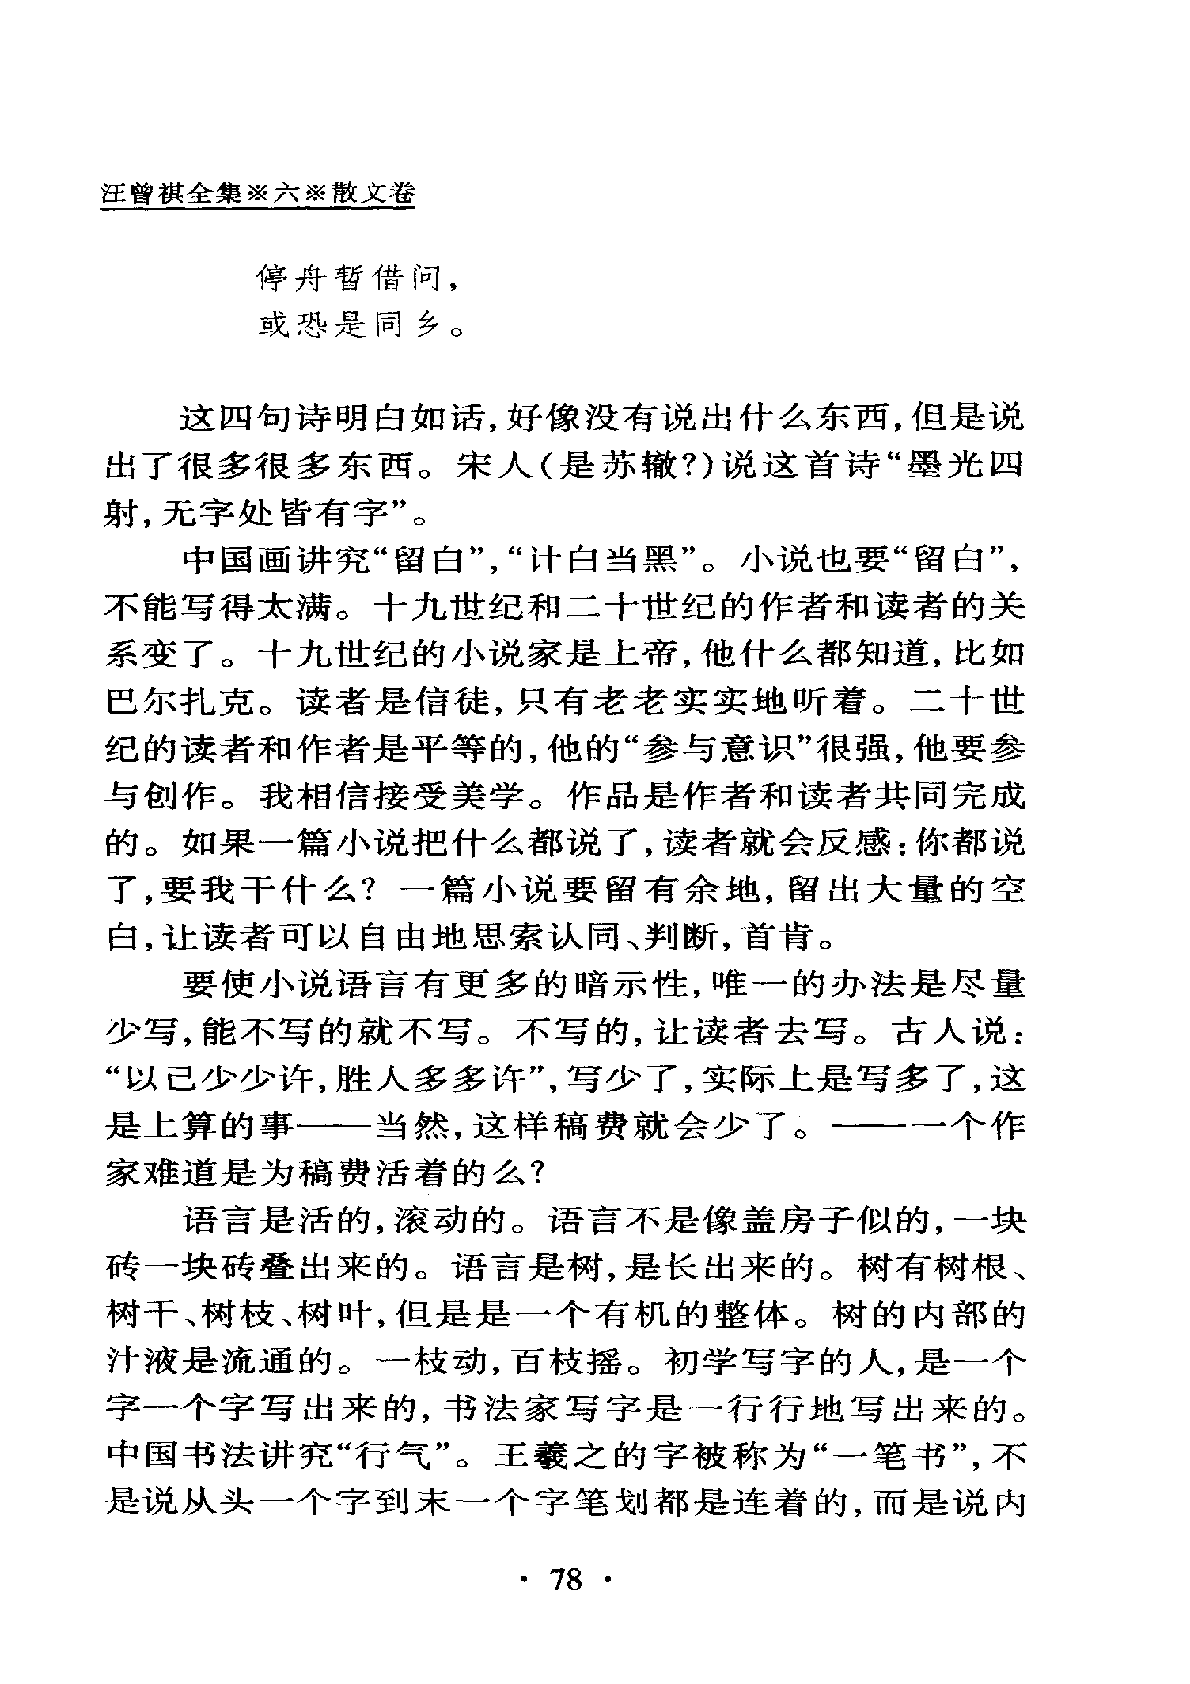 汪曾祺全集※六※散文卷
停舟暂借问，
或恐是同乡。
这四句诗明白如话，好像没有说出什么东西，但是说
出了很多很多东西。宋人（是苏辙？）说这首诗“墨光四
射，无字处皆有字”。
中国画讲究“留白”，“计白当黑”。小说也要“留白”，
不能写得太满。十九世纪和二十世纪的作者和读者的关
系变了。十九世纪的小说家是上帝，他什么都知道，比如
巴尔扎克。读者是信徒，只有老老实实地听着。二十世
纪的读者和作者是平等的，他的“参与意识”很强，他要参
与创作。我相信接受美学。作品是作者和读者共同完成
的。如果一篇小说把什么都说了，读者就会反感：你都说
了，要我干什么？一篇小说要留有余地，留出大量的空
白，让读者可以自由地思索认同、判断，首肯。
要使小说语言有更多的暗示性，唯一的办法是尽量
少写，能不写的就不写。不写的，让读者去写。古人说：
“以己少少许，胜人多多许”，写少了，实际上是写多了，这
是上算的事——当然，这样稿费就会少了。——一个作
家难道是为稿费活着的么？
语言是活的，滚动的。语言不是像盖房子似的，一块
砖一块砖叠出来的。语言是树，是长出来的。树有树根、
树干、树枝、树叶，但是是一个有机的整体。树的内部的
汁液是流通的。一枝动，百枝摇。初学写字的人，是一个
字一个字写出来的，书法家写字是一行行地写出来的。
中国书法讲究“行气”。王羲之的字被称为“一笔书”，不
是说从头一个字到末一个字笔划都是连着的，而是说内
· 78 ·